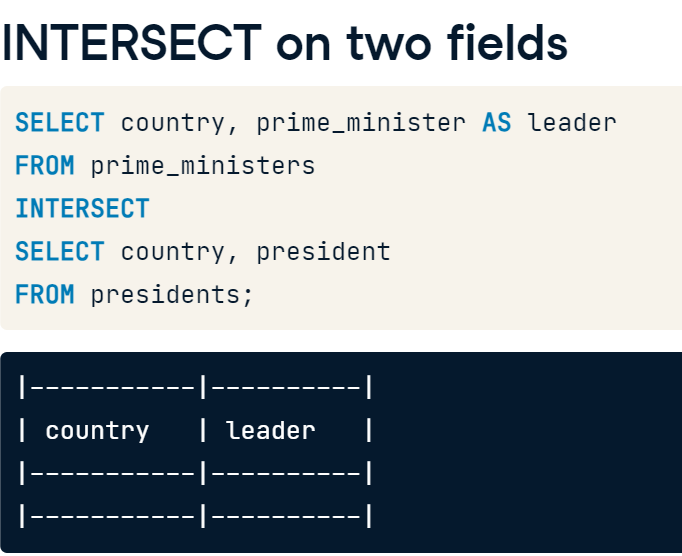 INTERSECT on two fields
SELECT country, prime_minister AS leader
FROM prime_ministers
INTERSECT
SELECT country, president
FROM presidents;
|-----------|----------|
| country   | leader   |
|-----------|----------|
|-----------|----------|